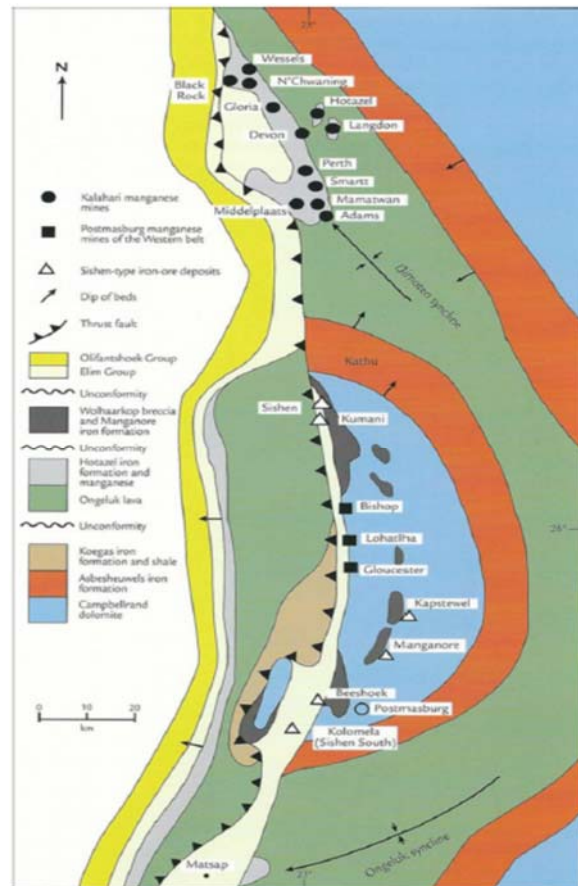 23°
Wessels
N'Chwaning
Black
Rock
Gloria
Hotazel
Devon
Langdon
N
Perth
Smartt
Mamatwan
Middelplaats
Adams
Kalahari manganese
mines
Postmasburg manganese
mines of the Western belt
Sishen-type iron-ore deposits
Dip of beds
Thrust fault
Dimoten syncline
Olifantshoek Group
Elim Group
Unconformity
Wolhaarkop breccia
and Manganore
iron formation
Unconformity
Hotazel iron
formation and
manganese
Ongeluk lava
Unconformity
Koegas iron
formation and shale
Asbesheuwels iron
formation
Campbellrand
dolomite
0 10 20
km
Kathu
Sishen
Kumani
Bishop
28°
Lohatlha
Gloucester
Kapstewel
Mianganore
Beeshoek
Postmasburg
Kolomela
(Sishen South)
Ongeluk syncline
Matsap
23°